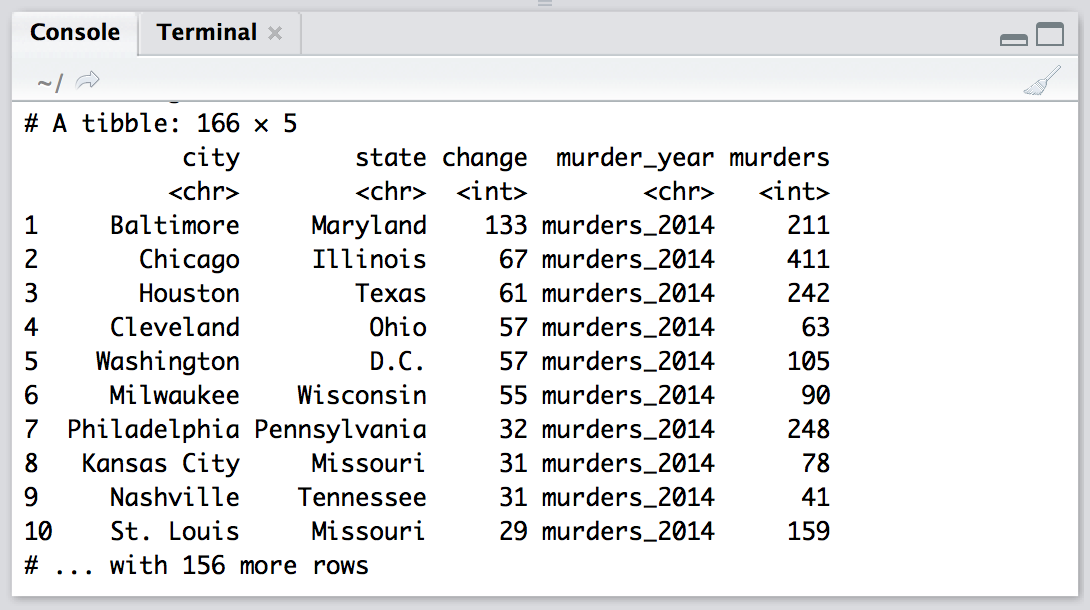 Console Terminal
~/
# A tibble: 166 × 5
city state change murder_year murders
<chr> <chr> <int> <chr> <int>
1 Baltimore Maryland 133 murders_2014 211
2 Chicago Illinois 67 murders_2014 411
3 Houston Texas 61 murders_2014 242
4 Cleveland Ohio 57 murders_2014 63
5 Washington D.C. 57 murders_2014 105
6 Milwaukee Wisconsin 55 murders_2014 90
7 Philadelphia Pennsylvania 32 murders_2014 248
8 Kansas City Missouri 31 murders_2014 78
9 Nashville Tennessee 31 murders_2014 41
10 St. Louis Missouri 29 murders_2014 159
# ... with 156 more rows